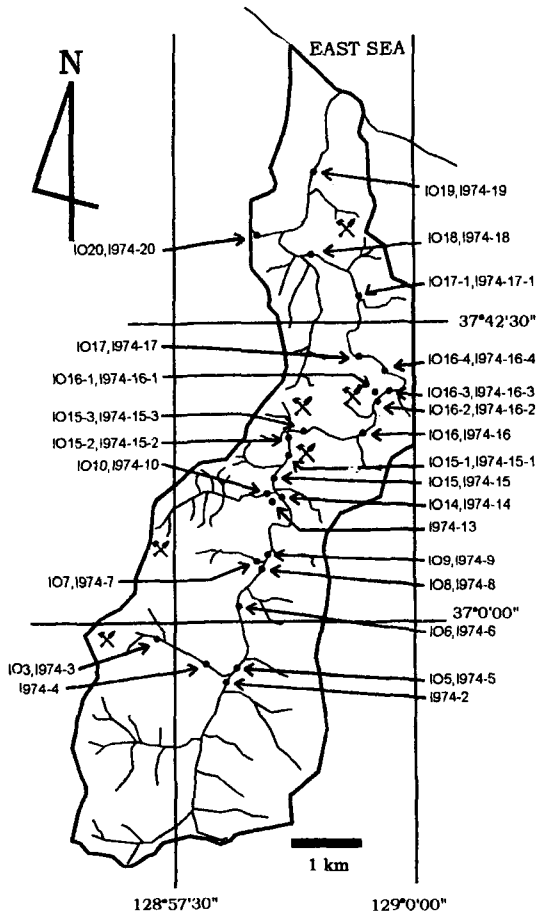 EAST SEA
N
IO19,I974-19
IO18,I974-18
IO20,I974-20
IO17-1,I974-17-1
37°42'30"
IO17,I974-17
IO16-4,I974-16-4
IO16-1,I974-16-1
IO16-3,I974-16-3
IO16-2,I974-16-2
IO15-3,I974-15-3
IO16,I974-16
IO15-2,I974-15-2
IO15-1,I974-15-1
IO10,I974-10
IO15,I974-15
IO14,I974-14
I974-13
IO9,I974-9
IO7,I974-7
IO8,I974-8
37°0'00"
IO6,I974-6
IO3,I974-3
IO5,I974-5
I974-4
I974-2
1 km
128°57'30"
129°0'00"